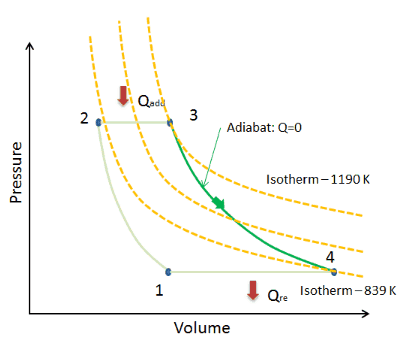 2
Qadd
3
Adiabat: Q=0
Isotherm – 1190 K
Pressure
4
1
Qre
Isotherm – 839 K
Volume